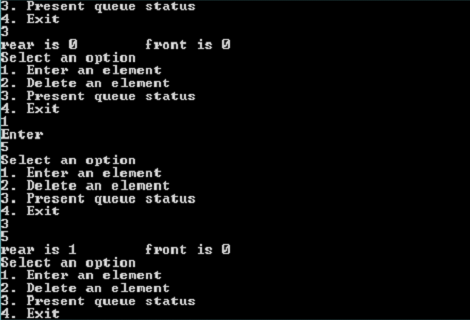 3. Present queue status
4. Exit
3
rear is 0        front is 0
Select an option
1. Enter an element
2. Delete an element
3. Present queue status
4. Exit
1
Enter
5
Select an option
1. Enter an element
2. Delete an element
3. Present queue status
4. Exit
3
5
rear is 1        front is 0
Select an option
1. Enter an element
2. Delete an element
3. Present queue status
4. Exit